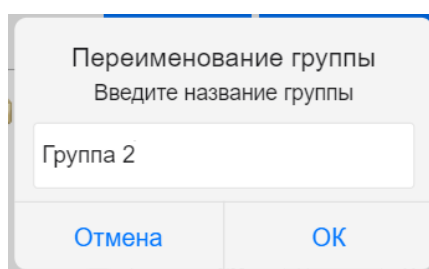 Переименование группы
Введите название группы
Группа 2
Отмена
ОК